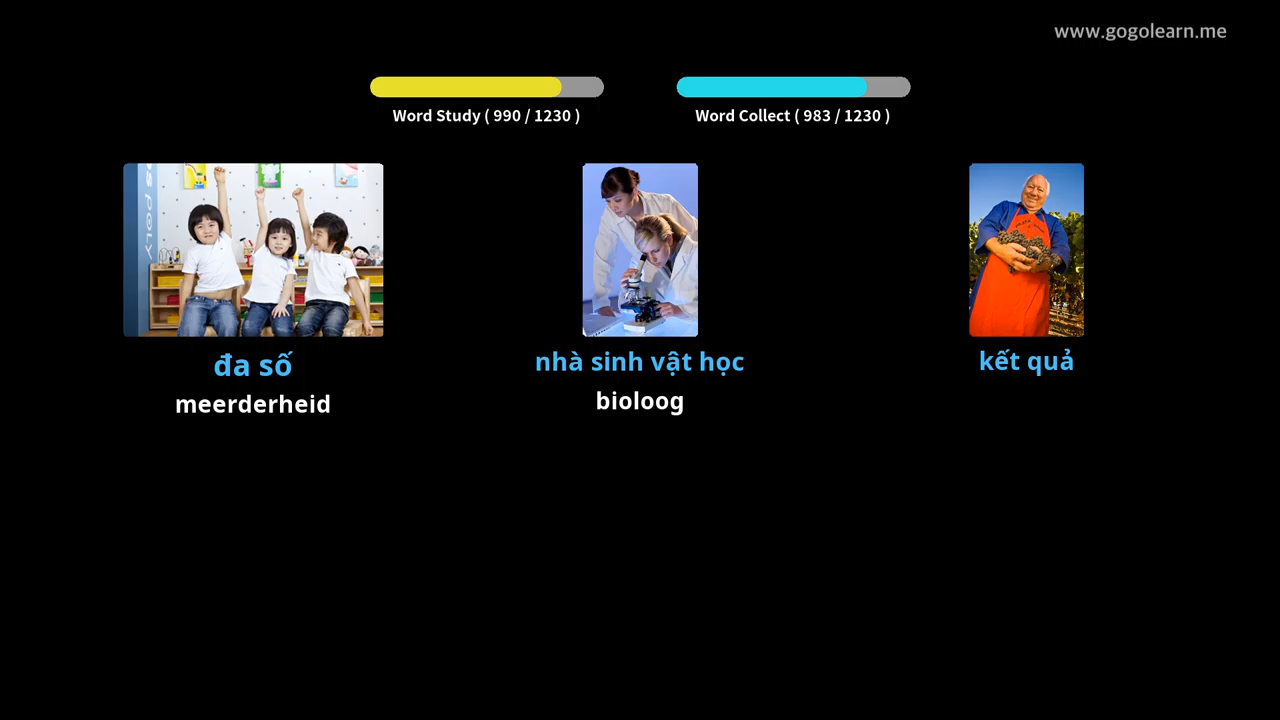 www.gogolearn.me
Word Study ( 990 / 1230 )
Word Collect ( 983 / 1230 )
POLY
đa số
nhà sinh vật học
kết quả
meerderheid
bioloog